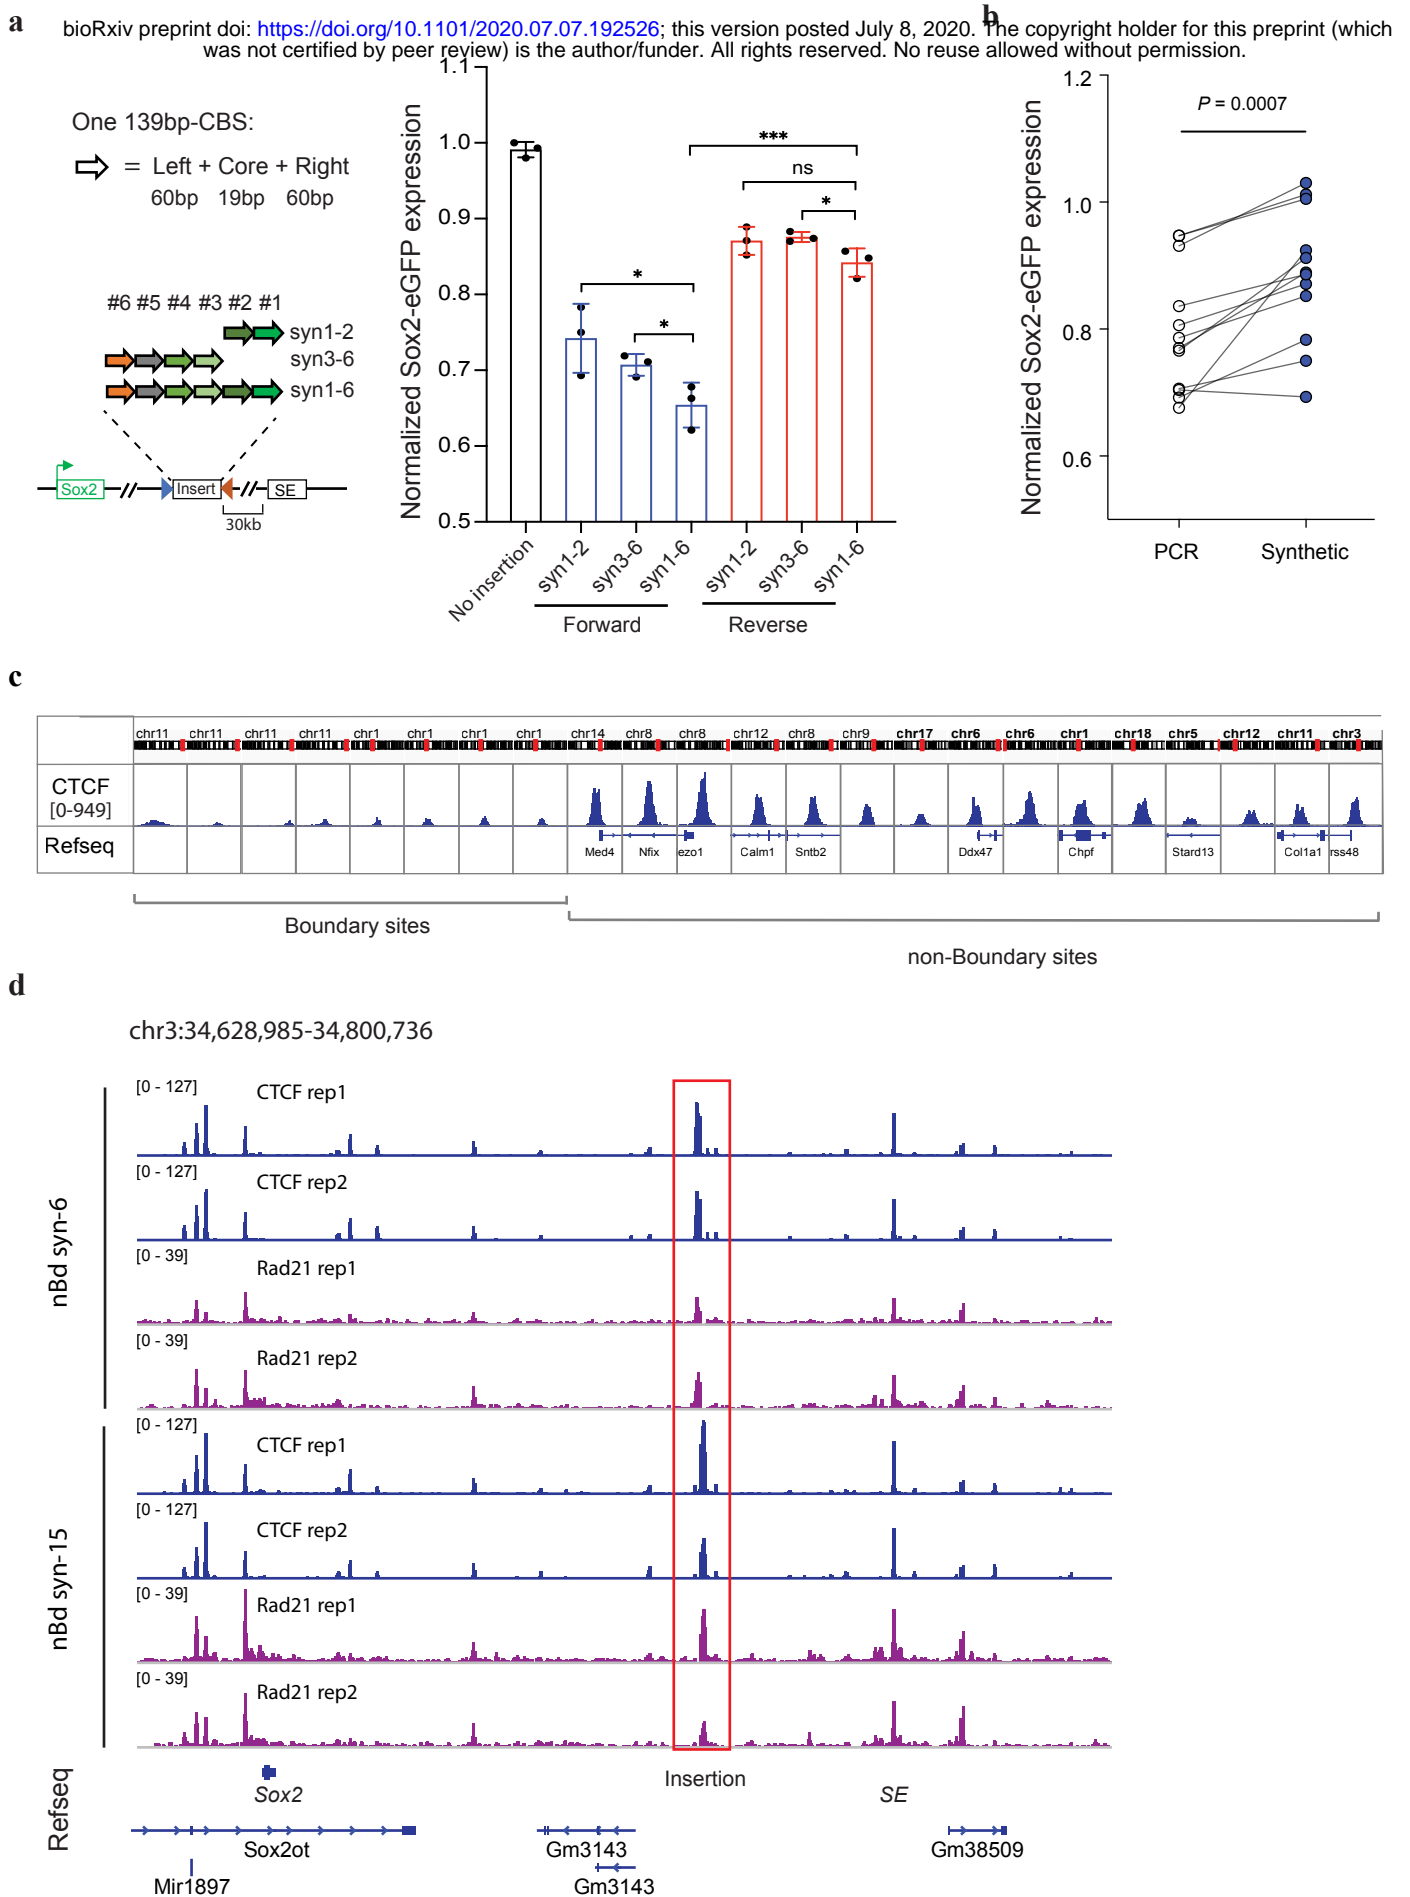 a
b
bioRxiv preprint doi: https://doi.org/10.1101/2020.07.07.192526; this version posted July 8, 2020. The copyright holder for this preprint (which
was not certified by peer review) is the author/funder. All rights reserved. No reuse allowed without permission.
One 139bp-CBS:
= Left + Core + Right
60bp 19bp 60bp
#6 #5 #4 #3 #2 #1
syn1-2
syn3-6
syn1-6
Sox2 // Insert // SE
30kb
Normalized Sox2-eGFP expression
1.1
1.0
0.9
0.8
0.7
0.6
0.5
*
*
***
ns
*
No insertion
syn1-2
syn3-6
syn1-6
syn1-2
syn3-6
syn1-6
Forward
Reverse
Normalized Sox2-eGFP expression
1.2
1.0
0.8
0.6
P = 0.0007
PCR
Synthetic
c
chr11 chr11 chr11 chr11 chr1 chr1 chr1 chr1 chr14 chr8 chr8 chr12 chr8 chr9 chr17 chr6 chr6 chr1 chr18 chr5 chr12 chr11 chr3
CTCF
[0-949]
Refseq
Med4 Nfix ezo1 Calm1 Sntb2 Ddx47 Chpf Stard13 Col1a1 rss48
Boundary sites
non-Boundary sites
d
chr3:34,628,985-34,800,736
nBd syn-6
[0 - 127]
CTCF rep1
[0 - 127]
CTCF rep2
[0 - 39]
Rad21 rep1
[0 - 39]
Rad21 rep2
nBd syn-15
[0 - 127]
CTCF rep1
[0 - 127]
CTCF rep2
[0 - 39]
Rad21 rep1
[0 - 39]
Rad21 rep2
Refseq
Insertion
Sox2
SE
Sox2ot
Gm3143
Gm38509
Mir1897
Gm3143